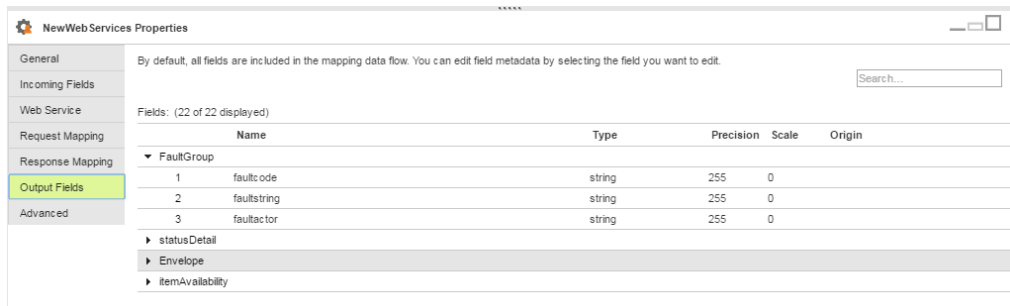 NewWebServices Properties
General
Incoming Fields
Web Service
Request Mapping
Response Mapping
Output Fields
Advanced
By default, all fields are included in the mapping data flow. You can edit field metadata by selecting the field you want to edit.
Search...
Fields: (22 of 22 displayed)
Name Type Precision Scale Origin
FaultGroup
1 faultcode string 255 0
2 faultstring string 255 0
3 faultactor string 255 0
statusDetail
Envelope
itemAvailability